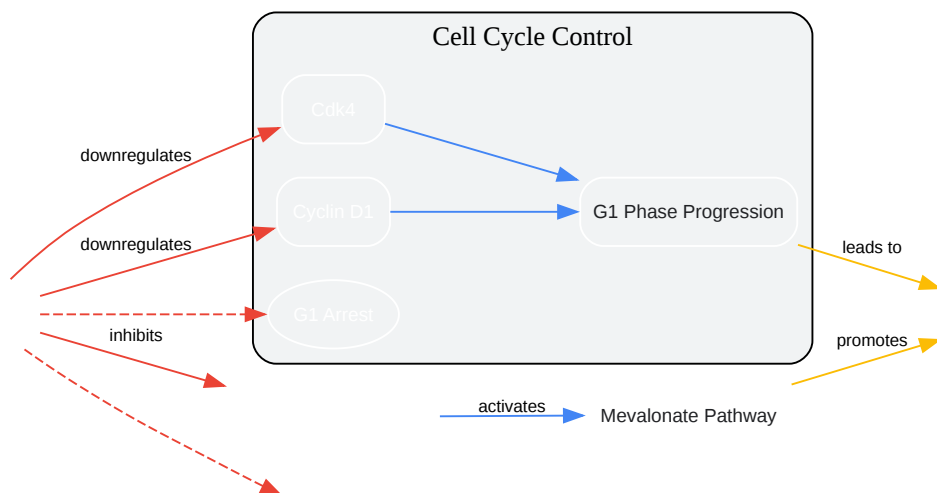 Cell Cycle Control
Cdk4
downregulates
Cyclin D1
G1 Phase Progression
downregulates
leads to
G1 Arrest
inhibits
promotes
activates
Mevalonate Pathway